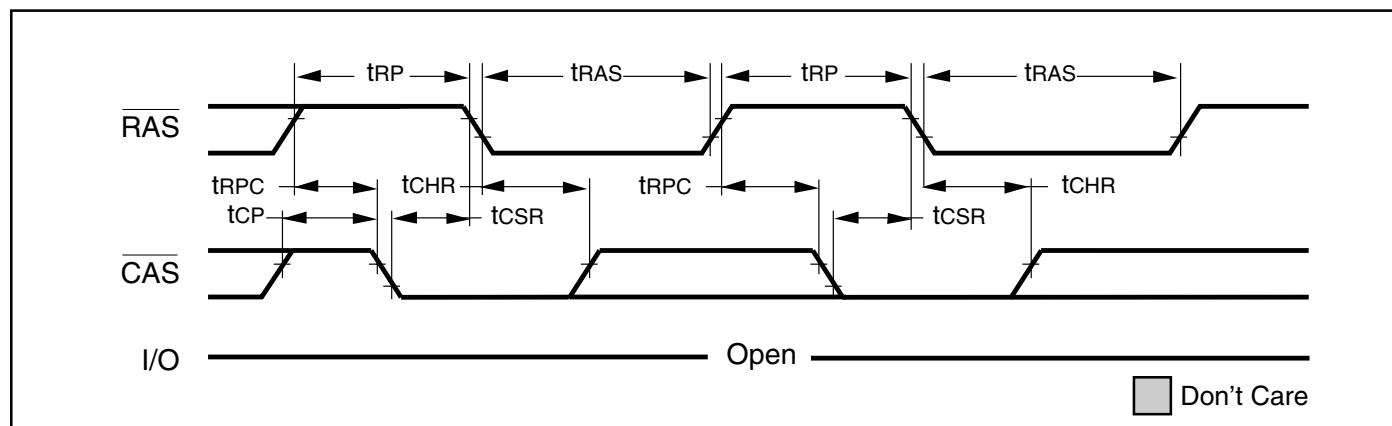 tRP tRAS tRP tRAS
RAS
tRPC tCHR tRPC tCHR
tCP tCSR tCSR
CAS
I/O Open
Don't Care